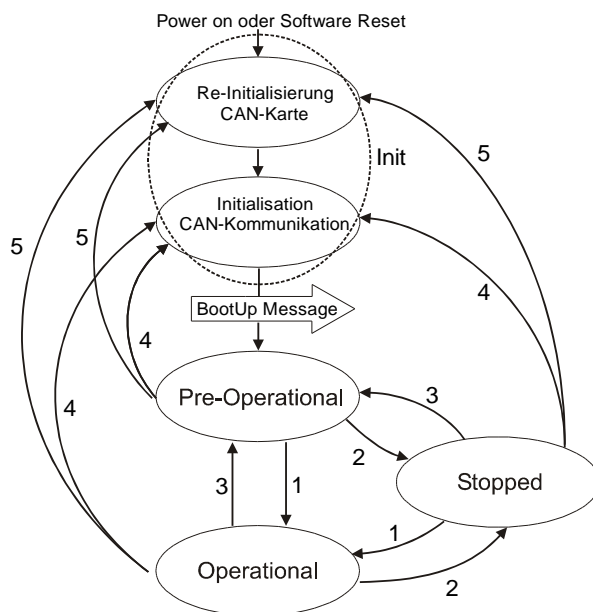 Power on oder Software Reset
Re-Initialisierung
CAN-Karte
Init
5
Initialisation
CAN-Kommunikation
5
5
4
BootUp Message
4
4
Pre-Operational
3
2
3
1
Stopped
1
Operational
2